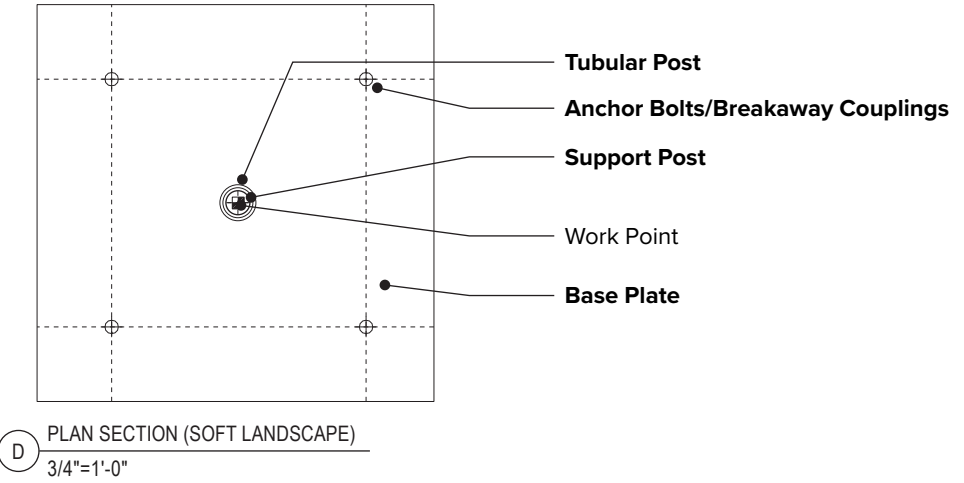 Tubular Post
Anchor Bolts/Breakaway Couplings
Support Post
Work Point
Base Plate
D
PLAN SECTION (SOFT LANDSCAPE)
3/4"=1'-0"